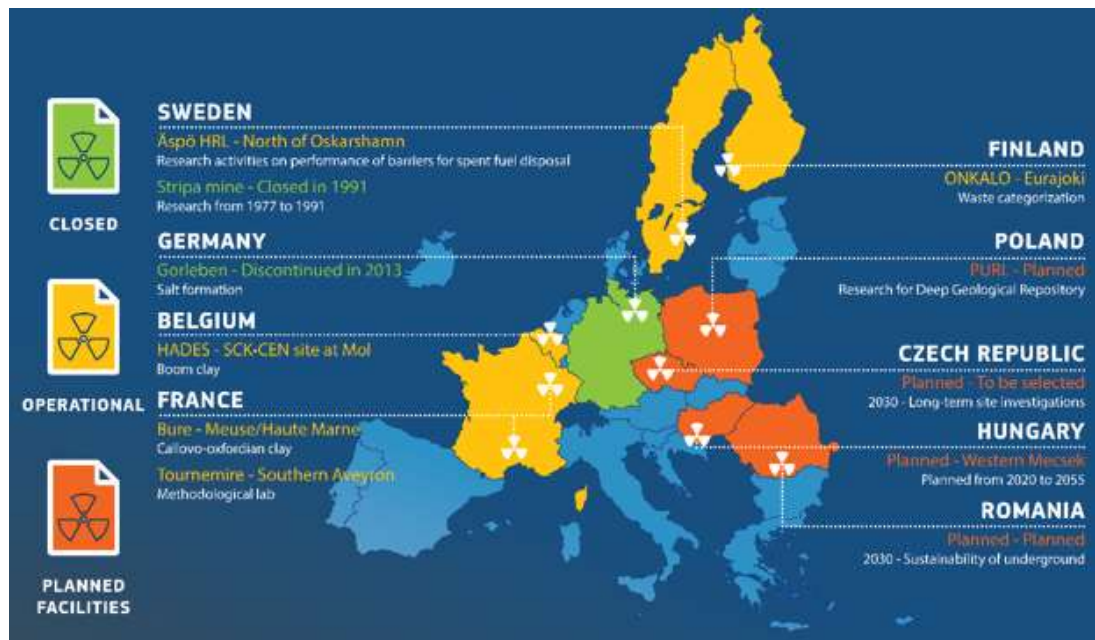 CLOSED
OPERATIONAL
PLANNED
FACILITIES
SWEDEN
Äspö HRL - North of Oskarshamn
Research activities on performance of barriers for spent fuel disposal
Stripa mine - Closed in 1991
Research from 1977 to 1991
GERMANY
Gorleben - Discontinued in 2013
Salt formation
BELGIUM
HADES - SCK•CEN site at Mol
Boom clay
FRANCE
Bure - Meuse/Haute Marne
Callovo-oxfordian clay
Tournemire - Southern Aveyron
Methodological lab
FINLAND
ONKALO - Eurajoki
Waste categorization
POLAND
PURL - Planned
Research for Deep Geological Repository
CZECH REPUBLIC
Planned - To be selected
2030 - Long-term site investigations
HUNGARY
Planned - Western Mecsek
Planned from 2020 to 2055
ROMANIA
Planned - Planned
2030 - Sustainability of underground